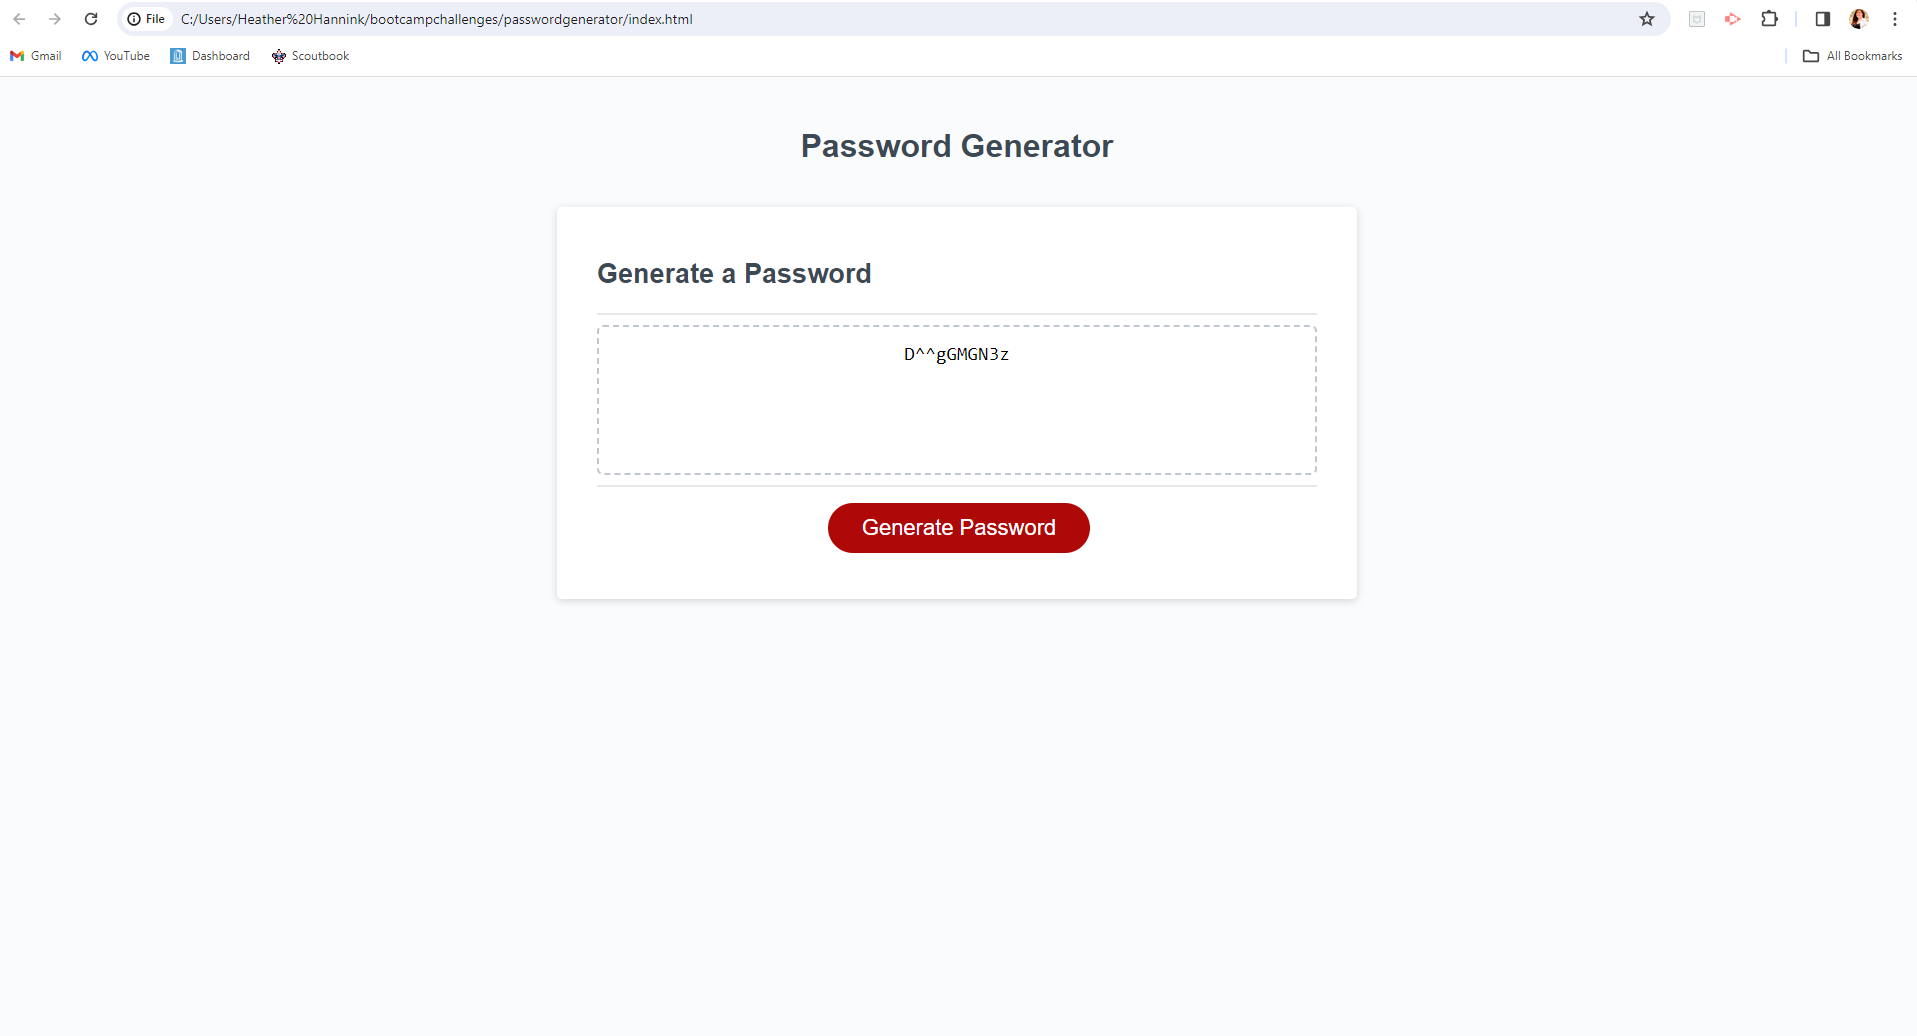 File C:/Users/Heather%20Hannink/bootcampchallenges/passwordgenerator/index.html
Gmail YouTube Dashboard Scoutbook All Bookmarks
Password Generator
Generate a Password
D^^gGMGN3z
Generate Password